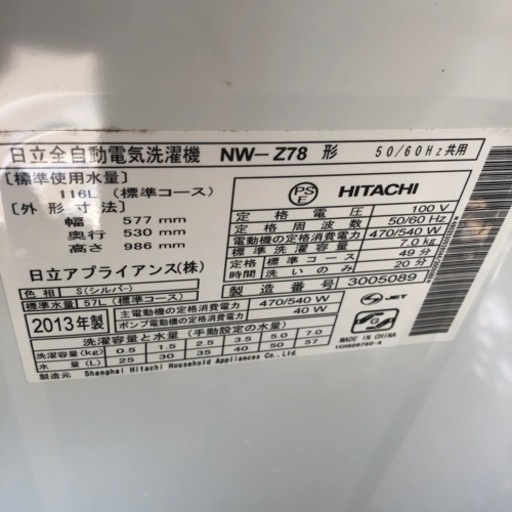 日立全自動電気洗濯機 NW-Z78 形 50/60Hz共用
[標準使用水量]
116L (標準コース)
[外形寸法]
幅 577 mm
奥行 530 mm
高さ 986 mm
日立アプライアンス(株)
PS E HITACHI
定格電圧 100 V
定格周波数 50/60 Hz
電動機の定格消費電力 470/540 W
標準洗濯容量 7.0 kg
定格時間 標準コース 49分
洗いのみ 20分
製造番号 3005089
色相 S(シルバー)
標準水量 57L (標準コース)
2013年製
主電動機の定格消費電力 470/540 W
ポンプ電動機の定格消費電力 40 W
JET
洗濯容量と水量 (手動設定の水量)
洗濯容量(kg) 0.5 1.5 2.5 3.5 5.0 7.0
水量(L) 25 30 35 40 50 57
MADE IN CHINA
製造元 Shanghai Hitachi Household Appliances Co., Ltd.